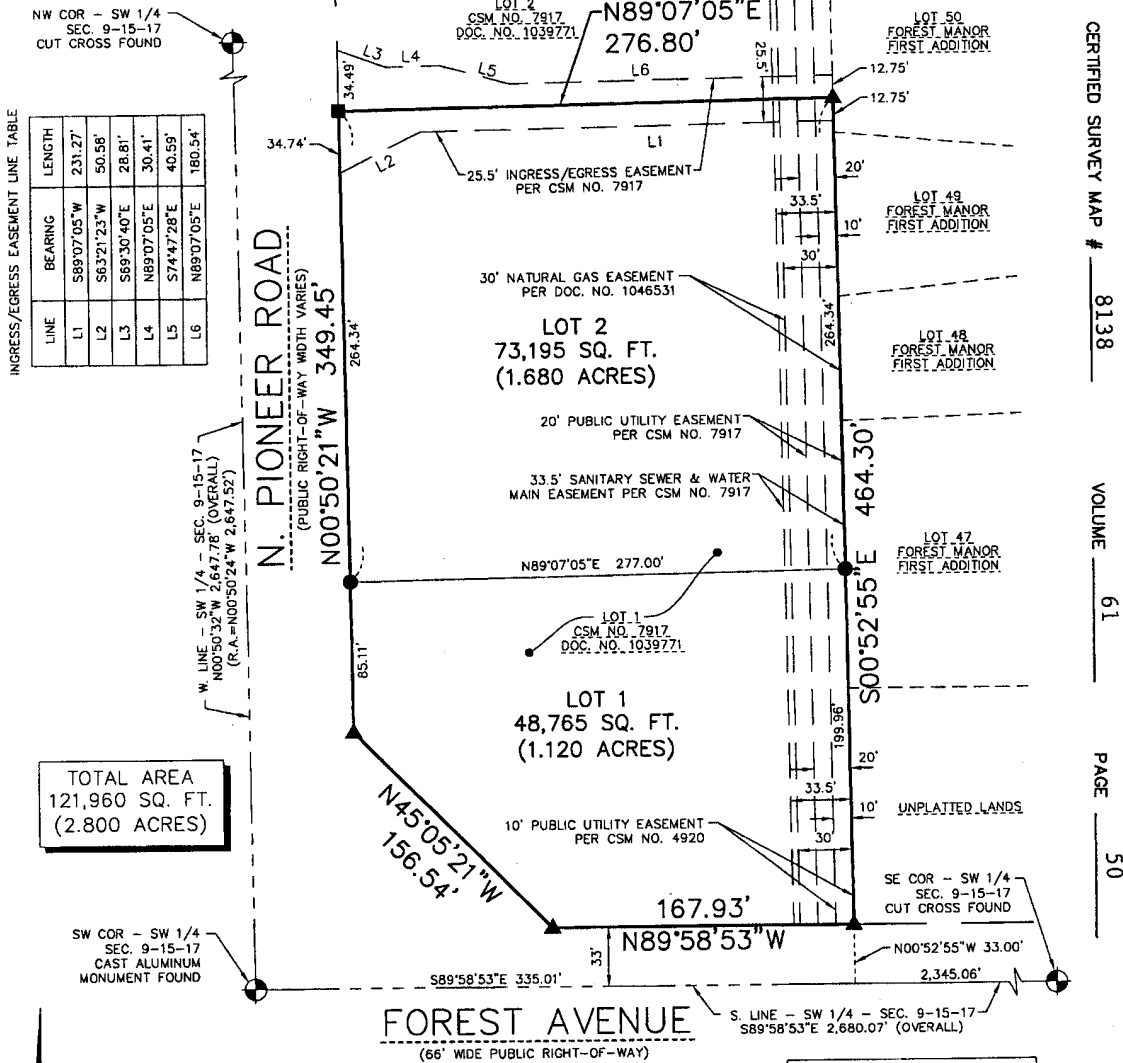 NW COR – SW 1/4
SEC. 9–15–17
CUT CROSS FOUND
LOT 2
CSM NO. 7917
DOC. NO. 1039771
N89°07'05"E
276.80'
LOT 50
FOREST MANOR
FIRST ADDITION
L3
L4
L5
L6
34.49'
25.5'
12.75'
12.75'
34.74'
L2
L1
25.5' INGRESS/EGRESS EASEMENT
PER CSM NO. 7917
20'
33.5'
10'
30'
LOT 49
FOREST MANOR
FIRST ADDITION
INGRESS/EGRESS EASEMENT LINE TABLE
LINE BEARING LENGTH
L1 S89°07'05"W 231.27'
L2 S63°21'23"W 50.58'
L3 S69°30'40"E 28.81'
L4 N89°07'05"E 30.41'
L5 S74°47'28"E 40.59'
L6 N89°07'05"E 180.54'
N. PIONEER ROAD
(PUBLIC RIGHT–OF–WAY WIDTH VARIES)
N00°50'21"W 349.45'
264.34'
30' NATURAL GAS EASEMENT
PER DOC. NO. 1046531
LOT 2
73,195 SQ. FT.
(1.680 ACRES)
264.34'
LOT 48
FOREST MANOR
FIRST ADDITION
20' PUBLIC UTILITY EASEMENT
PER CSM NO. 7917
33.5' SANITARY SEWER & WATER
MAIN EASEMENT PER CSM NO. 7917
S00°52'55"E 464.30'
W. LINE – SW 1/4 – SEC. 9–15–17
N00°50'32"W 2,647.78' (OVERALL)
(R.A.=N00°50'24"W 2,647.52')
N89°07'05"E 277.00'
LOT 47
FOREST MANOR
FIRST ADDITION
LOT 1
CSM NO. 7917
DOC. NO. 1039771
85.11'
LOT 1
48,765 SQ. FT.
(1.120 ACRES)
199.96'
TOTAL AREA
121,960 SQ. FT.
(2.800 ACRES)
N45°05'21"W
156.54'
20'
33.5'
10'
30'
UNPLATTED LANDS
10' PUBLIC UTILITY EASEMENT
PER CSM NO. 4920
SE COR – SW 1/4
SEC. 9–15–17
CUT CROSS FOUND
167.93'
N89°58'53"W
33'
N00°52'55"W 33.00'
SW COR – SW 1/4
SEC. 9–15–17
CAST ALUMINUM
MONUMENT FOUND
S89°58'53"E 335.01'
2,345.06'
FOREST AVENUE
(66' WIDE PUBLIC RIGHT–OF–WAY)
S. LINE – SW 1/4 – SEC. 9–15–17
S89°58'53"E 2,680.07' (OVERALL)
CERTIFIED SURVEY MAP # 8138 VOLUME 61 PAGE 50